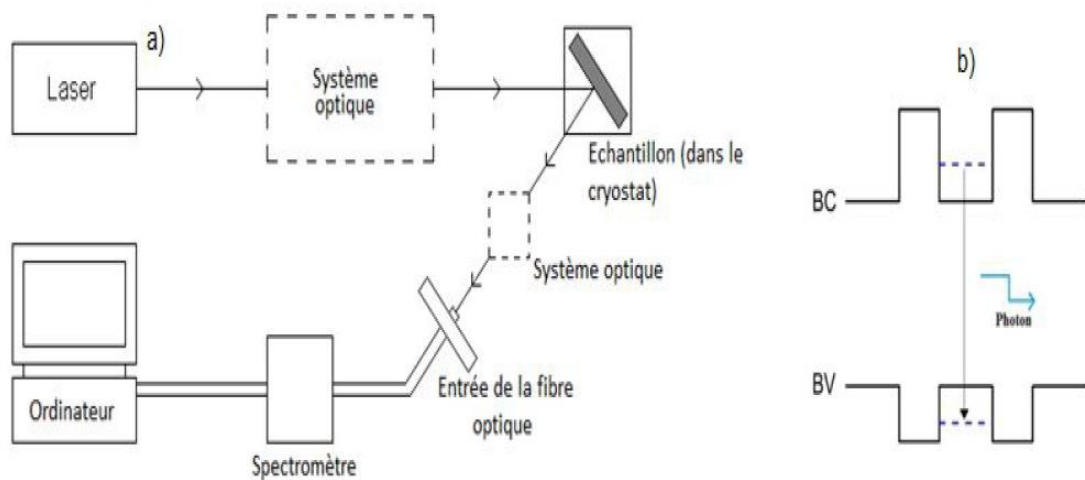 a)
Laser
Système
optique
Echantillon (dans le
cryostat)
Système optique
Entrée de la fibre
optique
Ordinateur
Spectromètre
b)
BC
Photon
BV